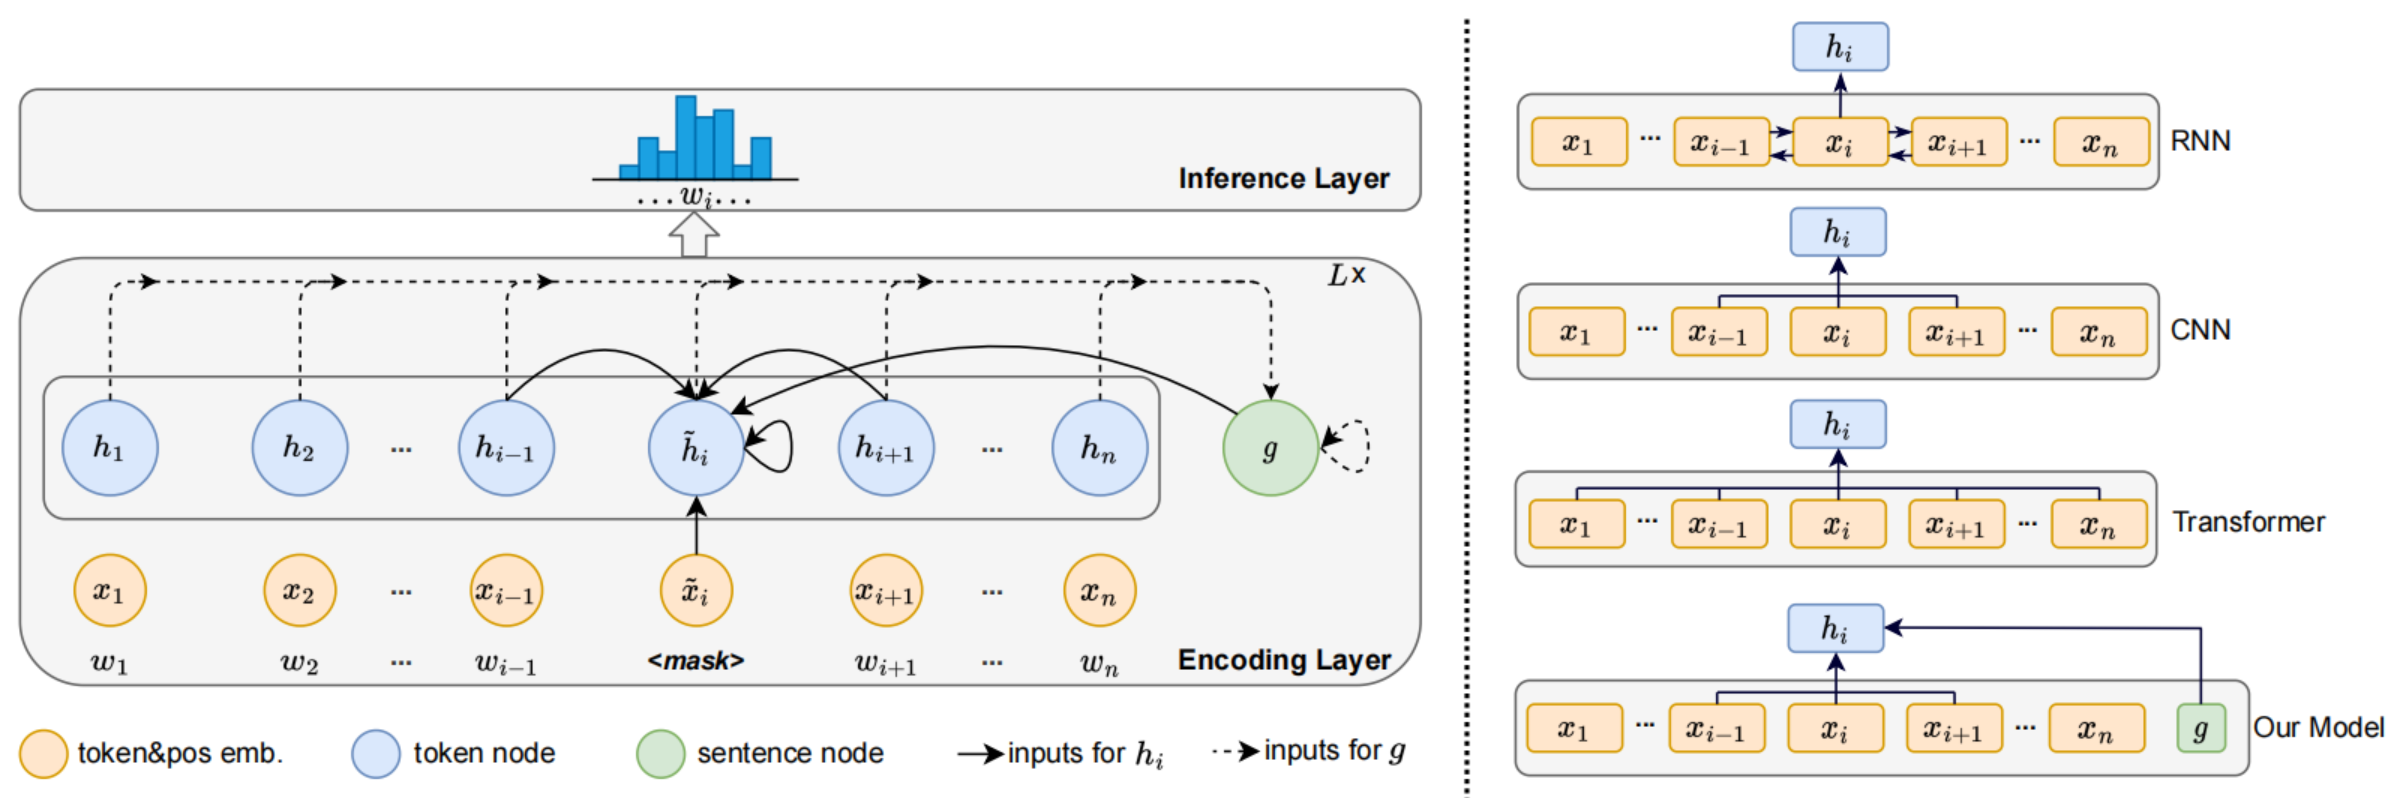 Inference Layer
... w_i ...
L x
h_1 h_2 ... h_{i-1} h̃_i h_{i+1} ... h_n g
x_1 x_2 ... x_{i-1} x̃_i x_{i+1} ... x_n
w_1 w_2 ... w_{i-1} <mask> w_{i+1} ... w_n Encoding Layer
token&pos emb. token node sentence node inputs for h_i inputs for g
h_i
x_1 ... x_{i-1} x_i x_{i+1} ... x_n RNN
h_i
x_1 ... x_{i-1} x_i x_{i+1} ... x_n CNN
h_i
x_1 ... x_{i-1} x_i x_{i+1} ... x_n Transformer
h_i
x_1 ... x_{i-1} x_i x_{i+1} ... x_n g Our Model